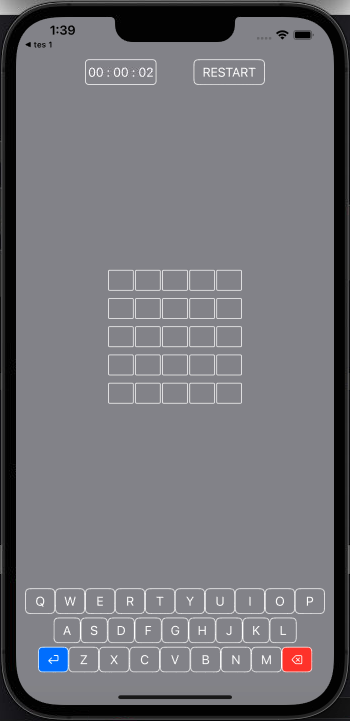 1:39
◀ tes 1
00 : 00 : 02 RESTART
Q W E R T Y U I O P
A S D F G H J K L
Z X C V B N M